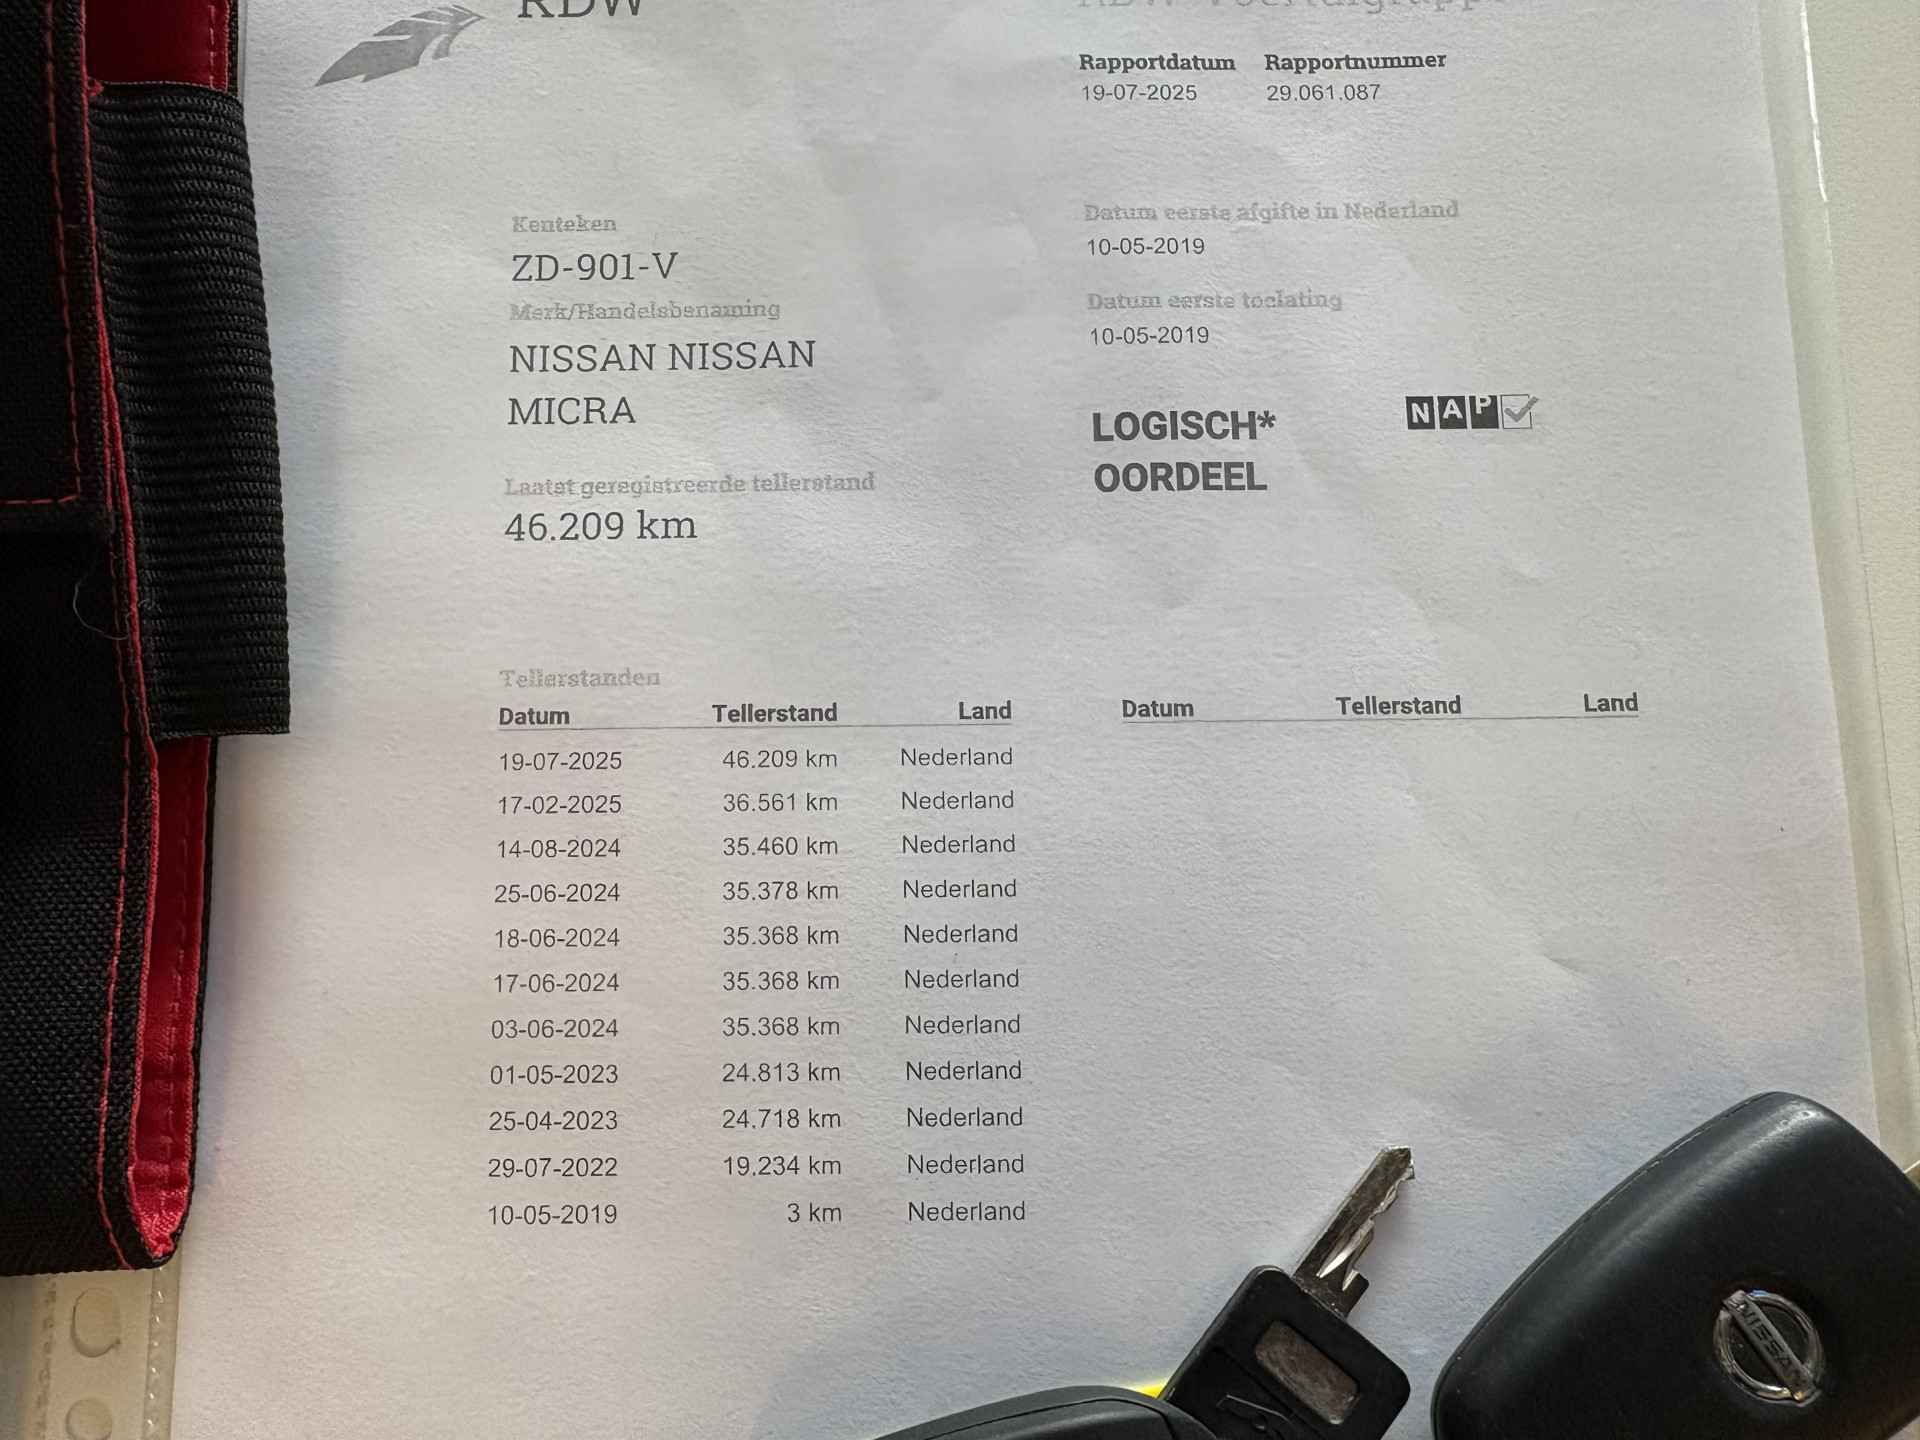 RDW
Rapportdatum Rapportnummer
19-07-2025 29.061.087
Kenteken
ZD-901-V
Merk/Handelsbenaming
NISSAN NISSAN
MICRA
Laatst geregistreerde tellerstand
46.209 km
Datum eerste afgifte in Nederland
10-05-2019
Datum eerste toelating
10-05-2019
LOGISCH*
OORDEEL
NAP
Tellerstanden
Datum Tellerstand Land
19-07-2025 46.209 km Nederland
17-02-2025 36.561 km Nederland
14-08-2024 35.460 km Nederland
25-06-2024 35.378 km Nederland
18-06-2024 35.368 km Nederland
17-06-2024 35.368 km Nederland
03-06-2024 35.368 km Nederland
01-05-2023 24.813 km Nederland
25-04-2023 24.718 km Nederland
29-07-2022 19.234 km Nederland
10-05-2019 3 km Nederland
Datum Tellerstand Land
NISSAN